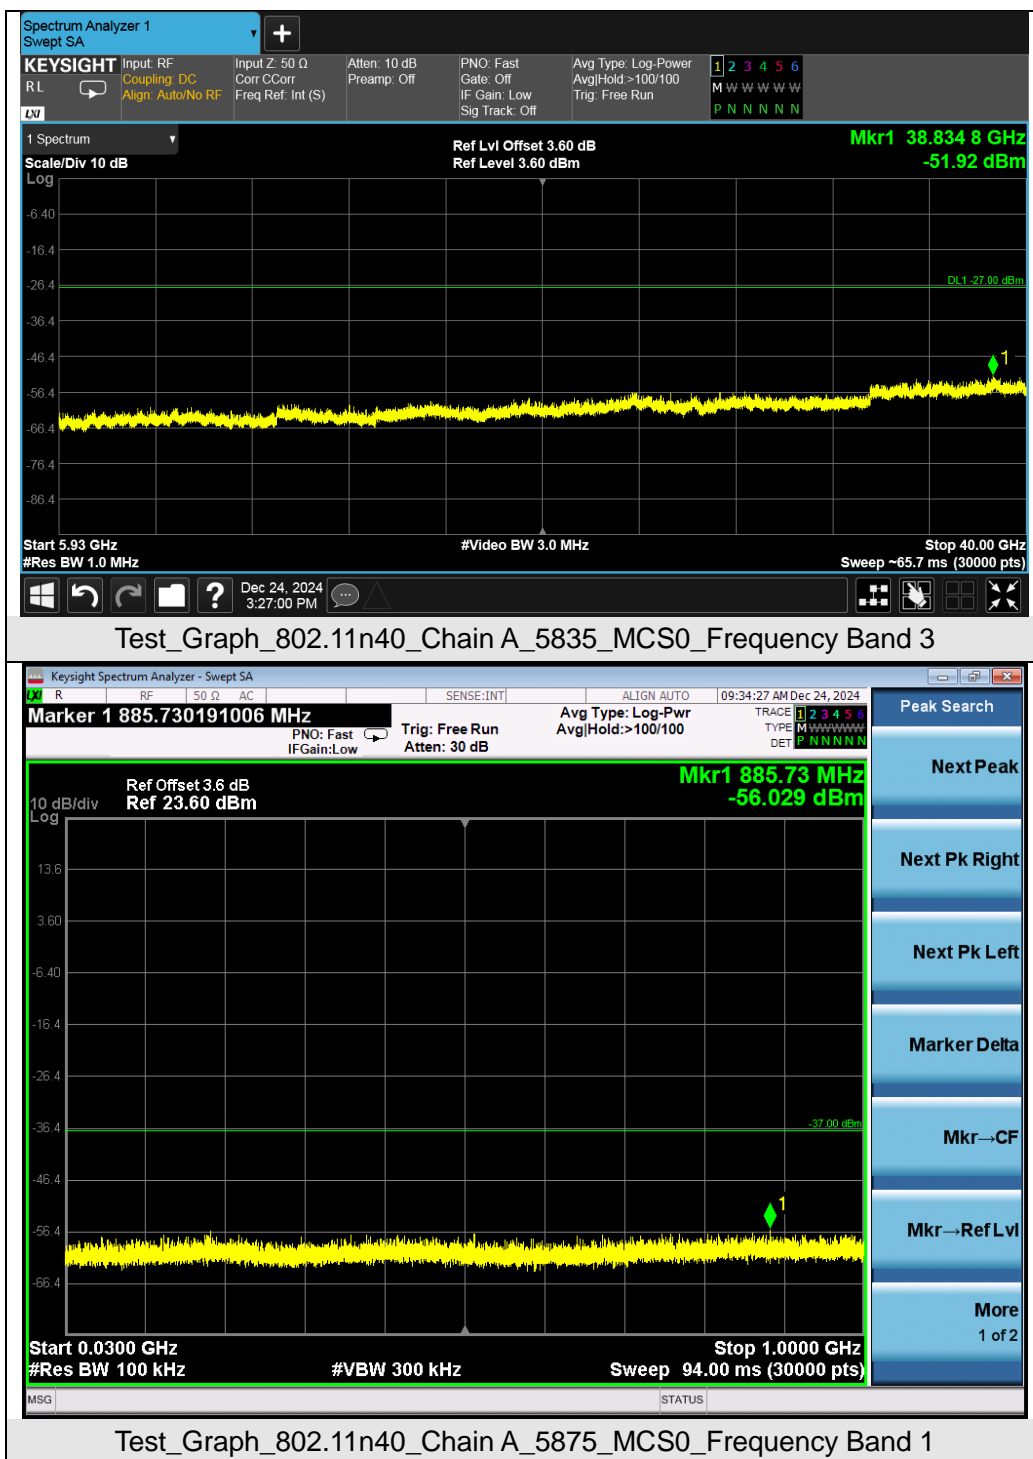 Spectrum Analyzer 1
Swept SA
+
KEYSIGHT
R L
LXI
Input: RF
Coupling: DC
Align: Auto/No RF
Input Z: 50 Ω
Corr CCorr
Freq Ref: Int (S)
Atten: 10 dB
Preamp: Off
PNO: Fast
Gate: Off
IF Gain: Low
Sig Track: Off
Avg Type: Log-Power
Avg|Hold:>100/100
Trig: Free Run
1 2 3 4 5 6
M W W W W W
P N N N N N
1 Spectrum
Scale/Div 10 dB
Log
Ref Lvl Offset 3.60 dB
Ref Level 3.60 dBm
Mkr1 38.834 8 GHz
-51.92 dBm
-6.40
-16.4
-26.4
DL1 -27.00 dBm
-36.4
-46.4
1
-56.4
-66.4
-76.4
-86.4
Start 5.93 GHz
#Video BW 3.0 MHz
Stop 40.00 GHz
#Res BW 1.0 MHz
Sweep ~65.7 ms (30000 pts)
?
Dec 24, 2024
3:27:00 PM
Test_Graph_802.11n40_Chain A_5835_MCS0_Frequency Band 3
Keysight Spectrum Analyzer - Swept SA
LXI R RF 50 Ω AC SENSE:INT ALIGN AUTO 09:34:27 AM Dec 24, 2024
Marker 1 885.730191006 MHz
PNO: Fast
IFGain:Low
Trig: Free Run
Atten: 30 dB
Avg Type: Log-Pwr
Avg|Hold:>100/100
TRACE 1 2 3 4 5 6
TYPE M W W W W W
DET P N N N N N
Peak Search
Next Peak
Next Pk Right
Next Pk Left
Marker Delta
Mkr→CF
Mkr→Ref Lvl
More
1 of 2
Ref Offset 3.6 dB
10 dB/div Ref 23.60 dBm
Log
Mkr1 885.73 MHz
-56.029 dBm
13.6
3.60
-6.40
-16.4
-26.4
-36.4
-37.00 dBm
-46.4
1
-56.4
-66.4
Start 0.0300 GHz
Stop 1.0000 GHz
#Res BW 100 kHz
#VBW 300 kHz
Sweep 94.00 ms (30000 pts)
MSG
STATUS
Test_Graph_802.11n40_Chain A_5875_MCS0_Frequency Band 1